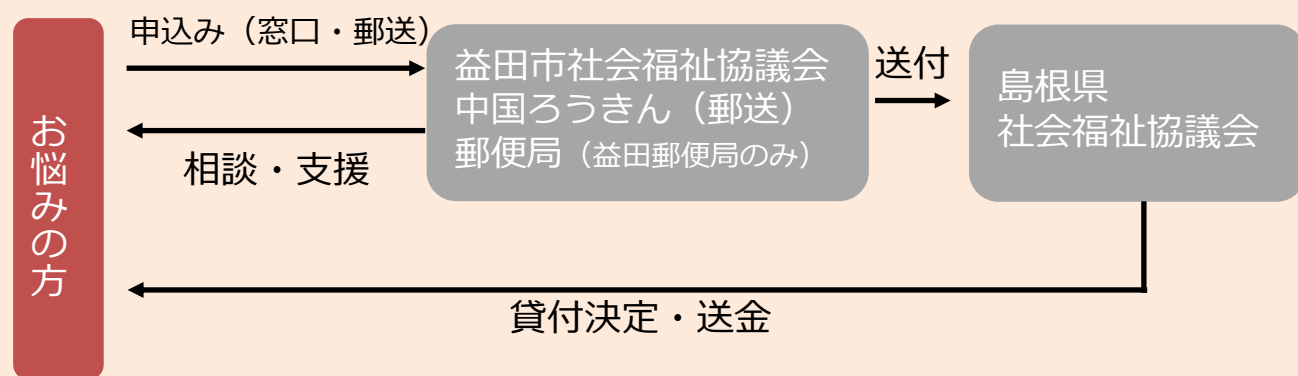 申込み（窓口・郵送）
お悩みの方
益田市社会福祉協議会
中国ろうきん（郵送）
郵便局（益田郵便局のみ）
送付
島根県
社会福祉協議会
相談・支援
貸付決定・送金